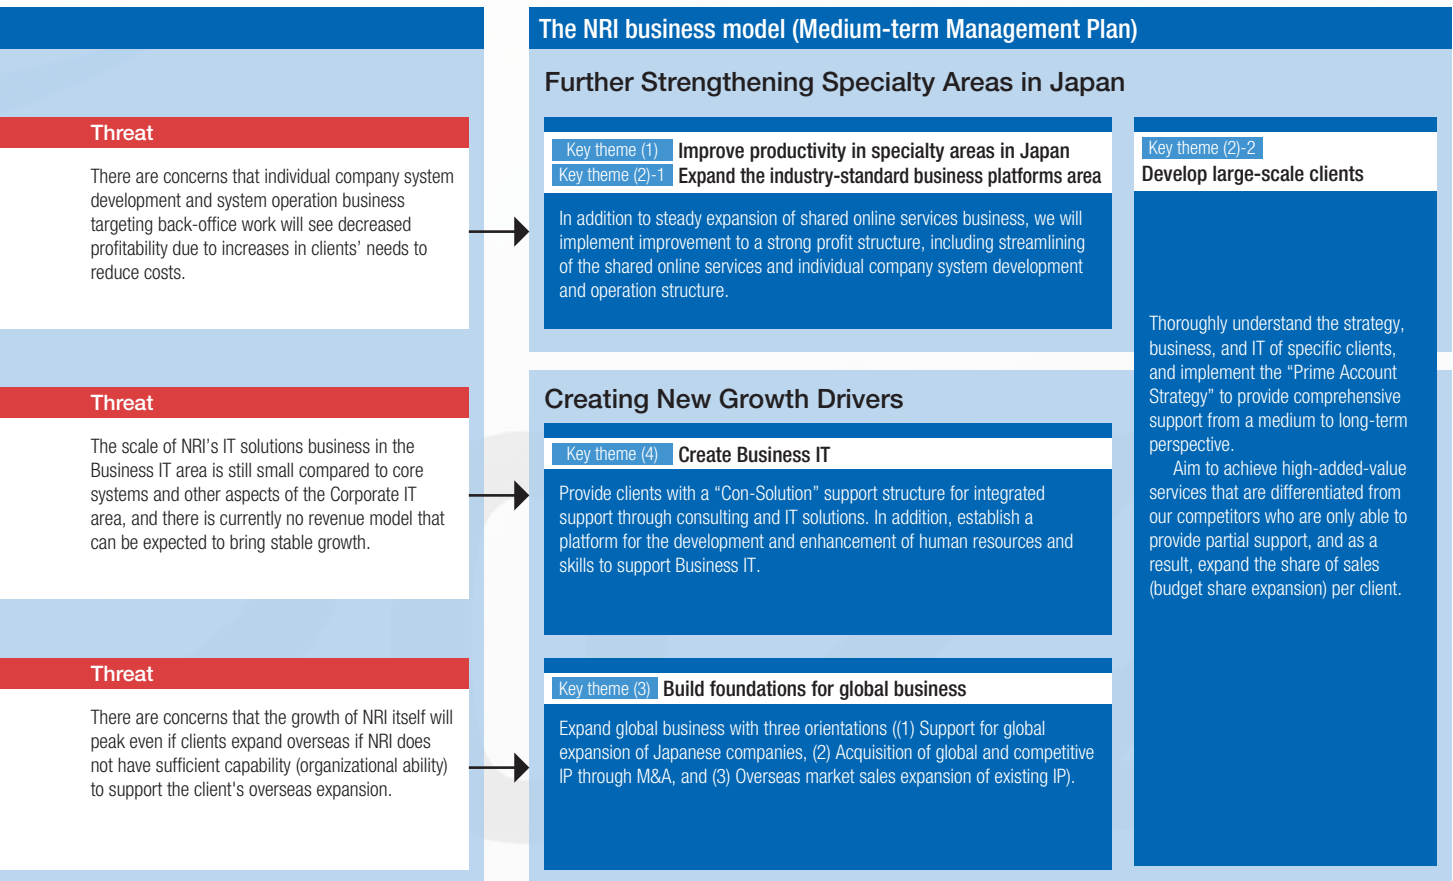 The NRI business model (Medium-term Management Plan)
Further Strengthening Specialty Areas in Japan
Threat
There are concerns that individual company system
development and system operation business
targeting back-office work will see decreased
profitability due to increases in clients’ needs to
reduce costs.
Key theme (1) Improve productivity in specialty areas in Japan
Key theme (2)-1 Expand the industry-standard business platforms area
In addition to steady expansion of shared online services business, we will
implement improvement to a strong profit structure, including streamlining
of the shared online services and individual company system development
and operation structure.
Key theme (2)-2
Develop large-scale clients
Thoroughly understand the strategy,
business, and IT of specific clients,
and implement the “Prime Account
Strategy” to provide comprehensive
support from a medium to long-term
perspective.
Aim to achieve high-added-value
services that are differentiated from
our competitors who are only able to
provide partial support, and as a
result, expand the share of sales
(budget share expansion) per client.
Threat
The scale of NRI’s IT solutions business in the
Business IT area is still small compared to core
systems and other aspects of the Corporate IT
area, and there is currently no revenue model that
can be expected to bring stable growth.
Creating New Growth Drivers
Key theme (4) Create Business IT
Provide clients with a “Con-Solution” support structure for integrated
support through consulting and IT solutions. In addition, establish a
platform for the development and enhancement of human resources and
skills to support Business IT.
Threat
There are concerns that the growth of NRI itself will
peak even if clients expand overseas if NRI does
not have sufficient capability (organizational ability)
to support the client's overseas expansion.
Key theme (3) Build foundations for global business
Expand global business with three orientations ((1) Support for global
expansion of Japanese companies, (2) Acquisition of global and competitive
IP through M&A, and (3) Overseas market sales expansion of existing IP).